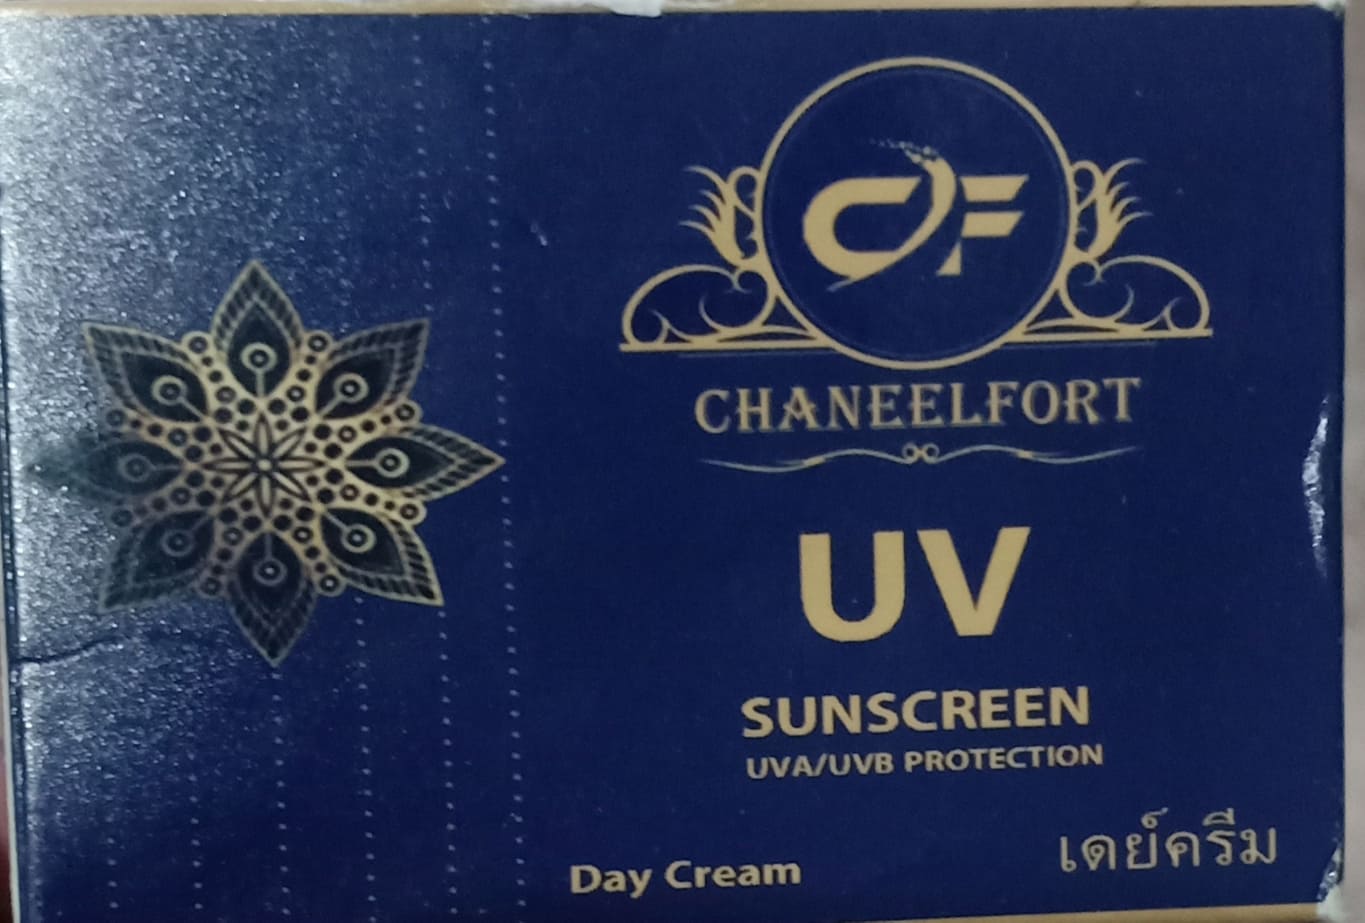 CF
CHANEELFORT
UV
SUNSCREEN
UVA/UVB PROTECTION
Day Cream
เดย์ครีม